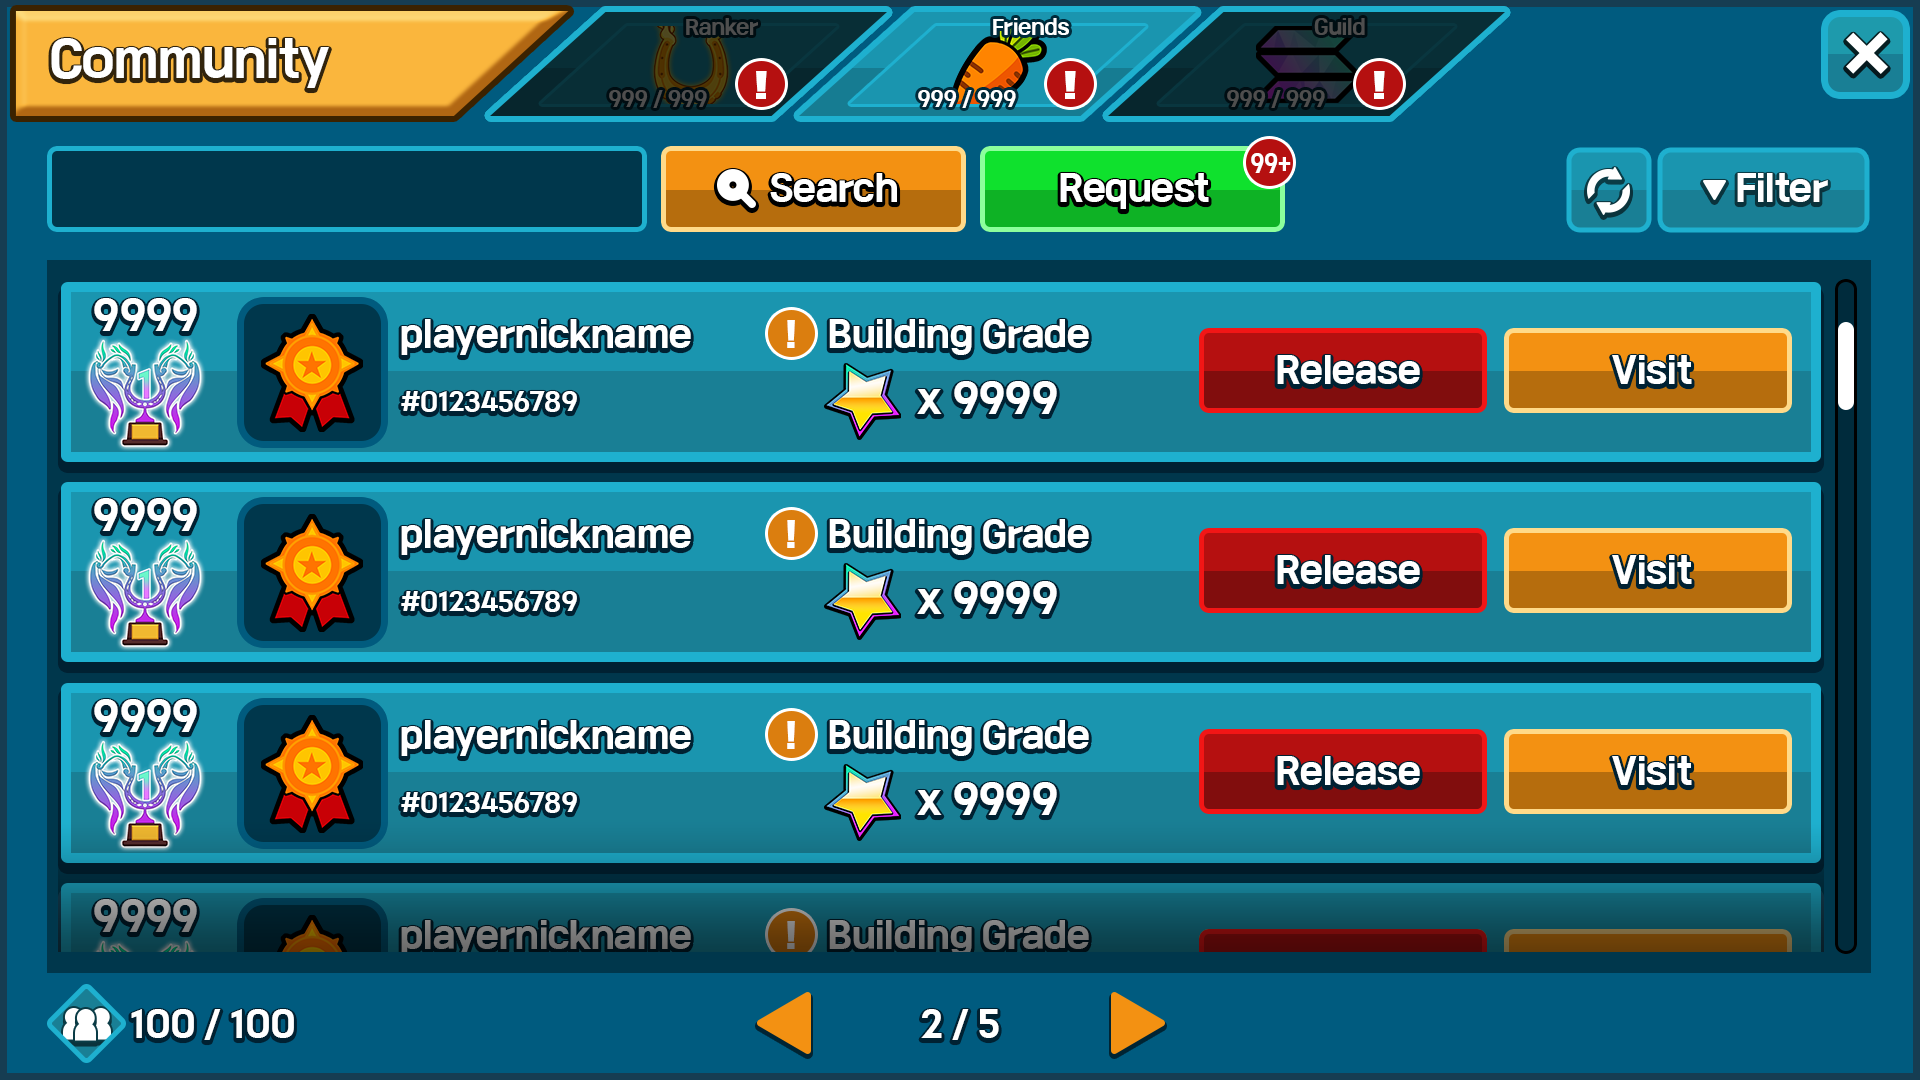 Community
Ranker
999 / 999
!
Friends
999 / 999
!
Guild
999 / 999
!
Search
Request
99+
Filter
9999
1
playernickname
#0123456789
! Building Grade
x 9999
Release
Visit
9999
1
playernickname
#0123456789
! Building Grade
x 9999
Release
Visit
9999
1
playernickname
#0123456789
! Building Grade
x 9999
Release
Visit
9999
playernickname
! Building Grade
100 / 100
2 / 5